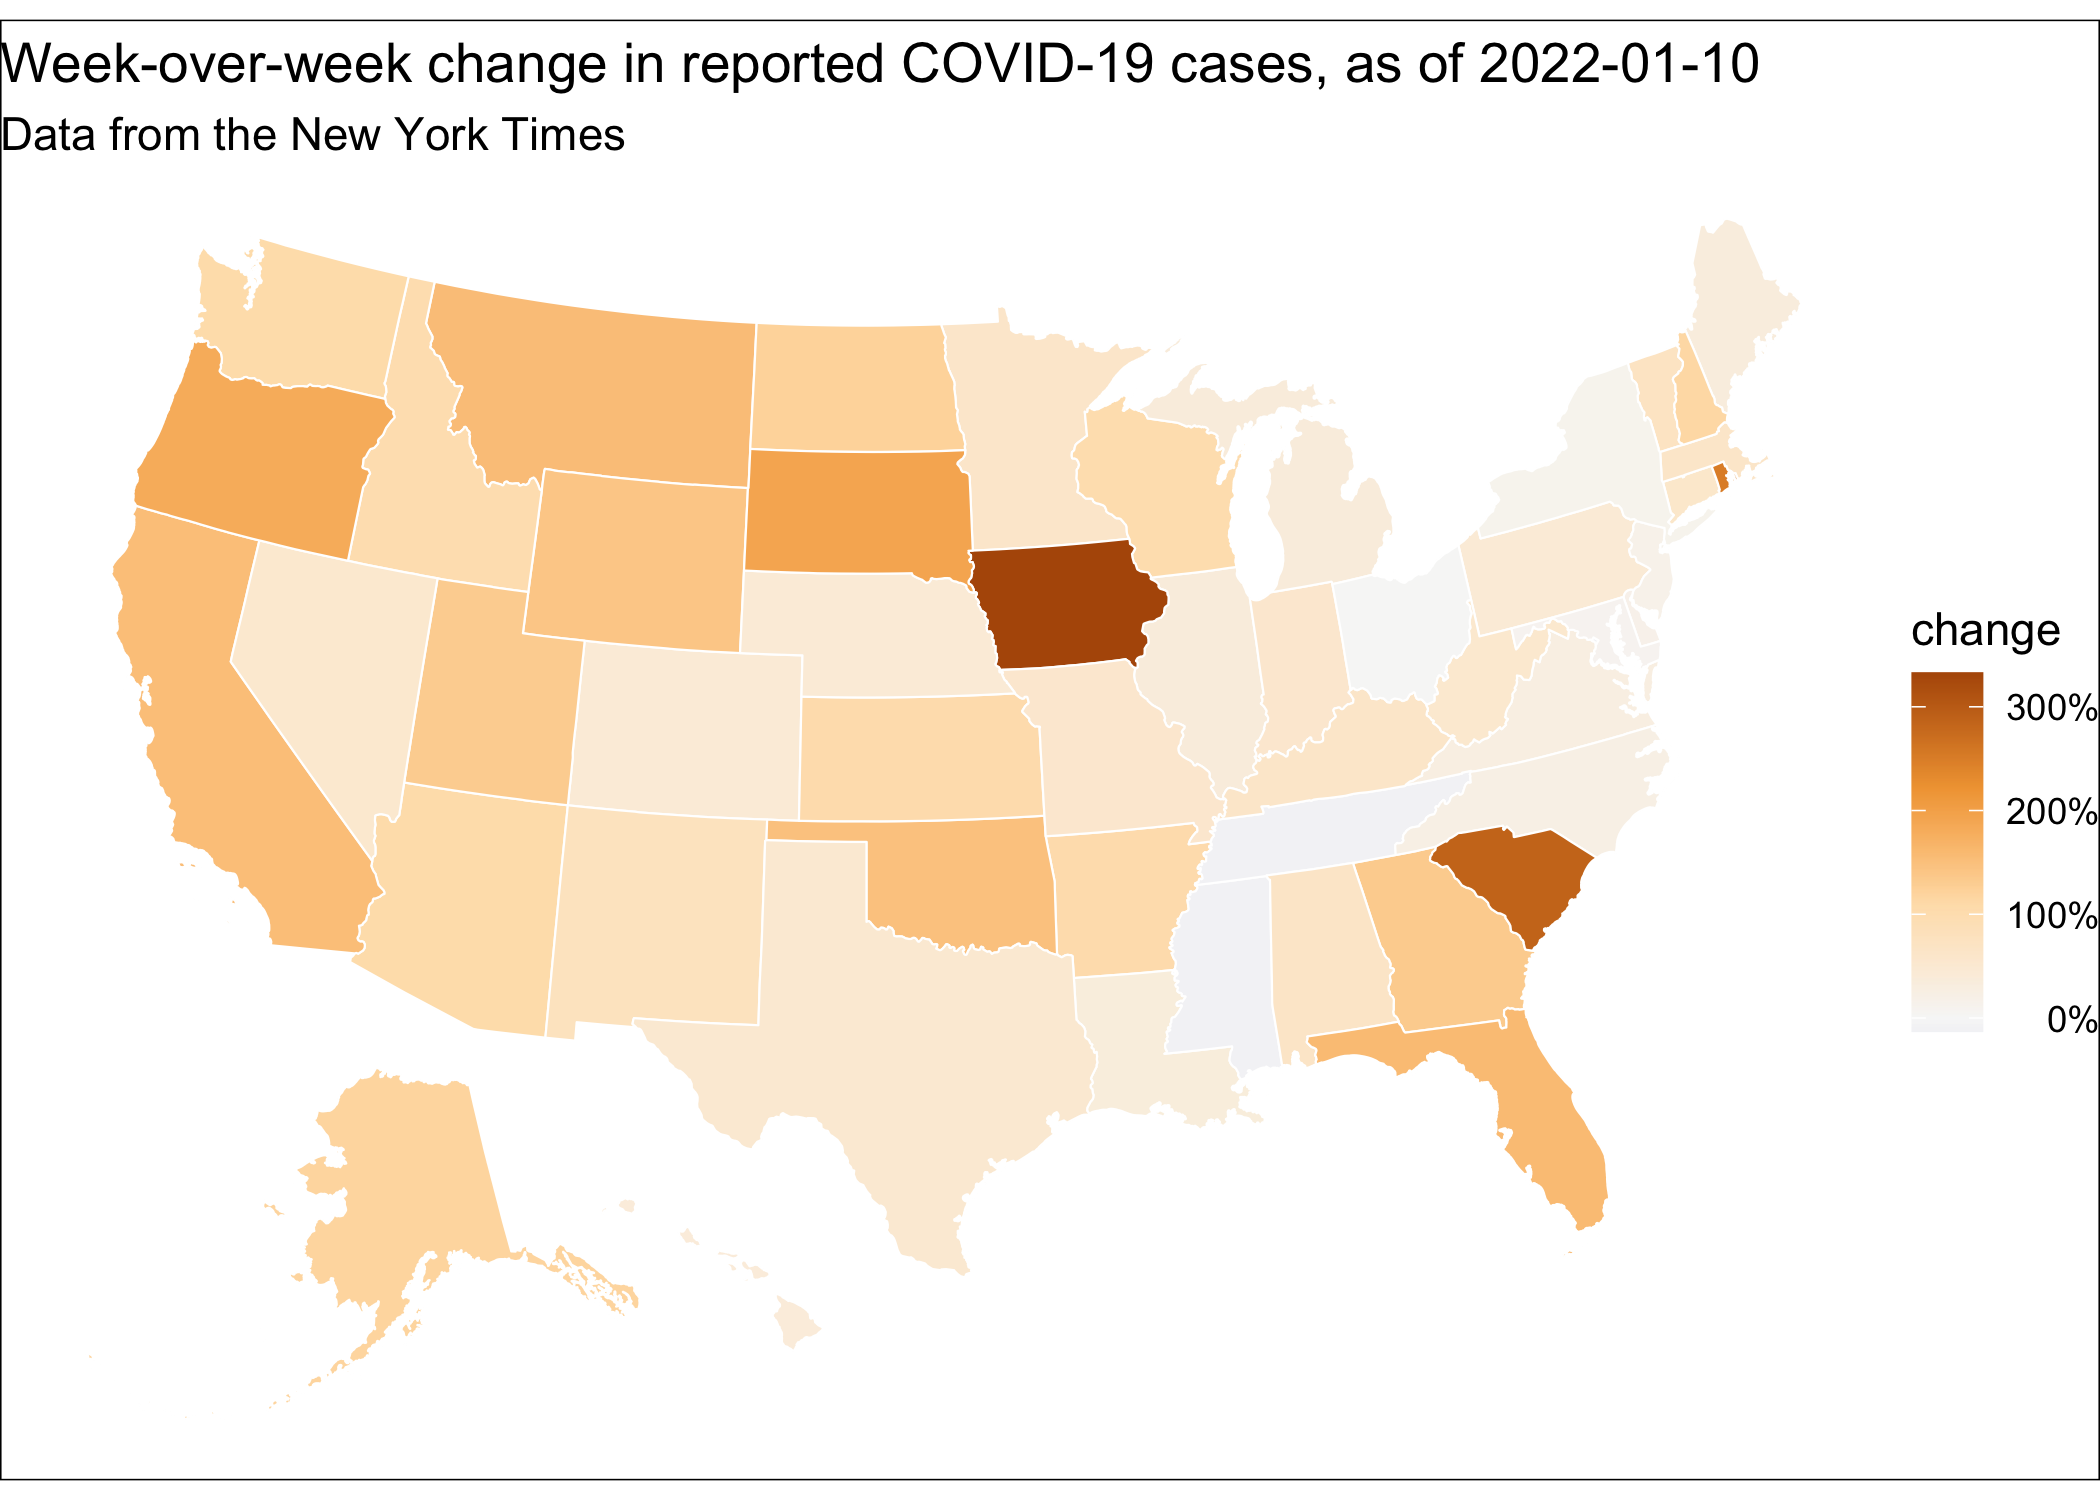 Week-over-week change in reported COVID-19 cases, as of 2022-01-10
Data from the New York Times
change
300%
200%
100%
0%